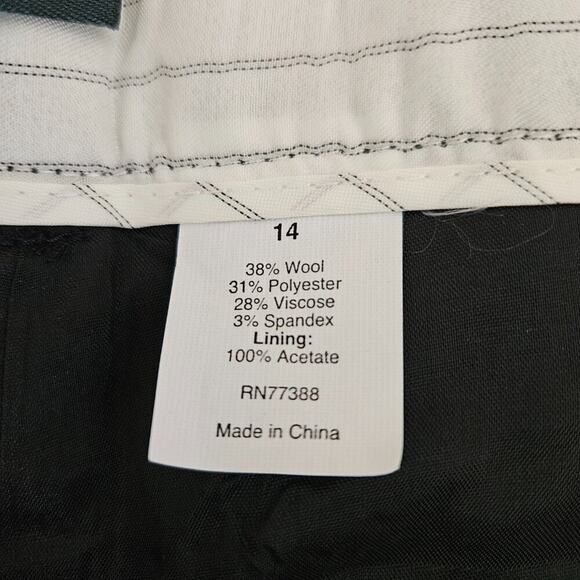 14
38% Wool
31% Polyester
28% Viscose
3% Spandex
Lining:
100% Acetate
RN77388
Made in China